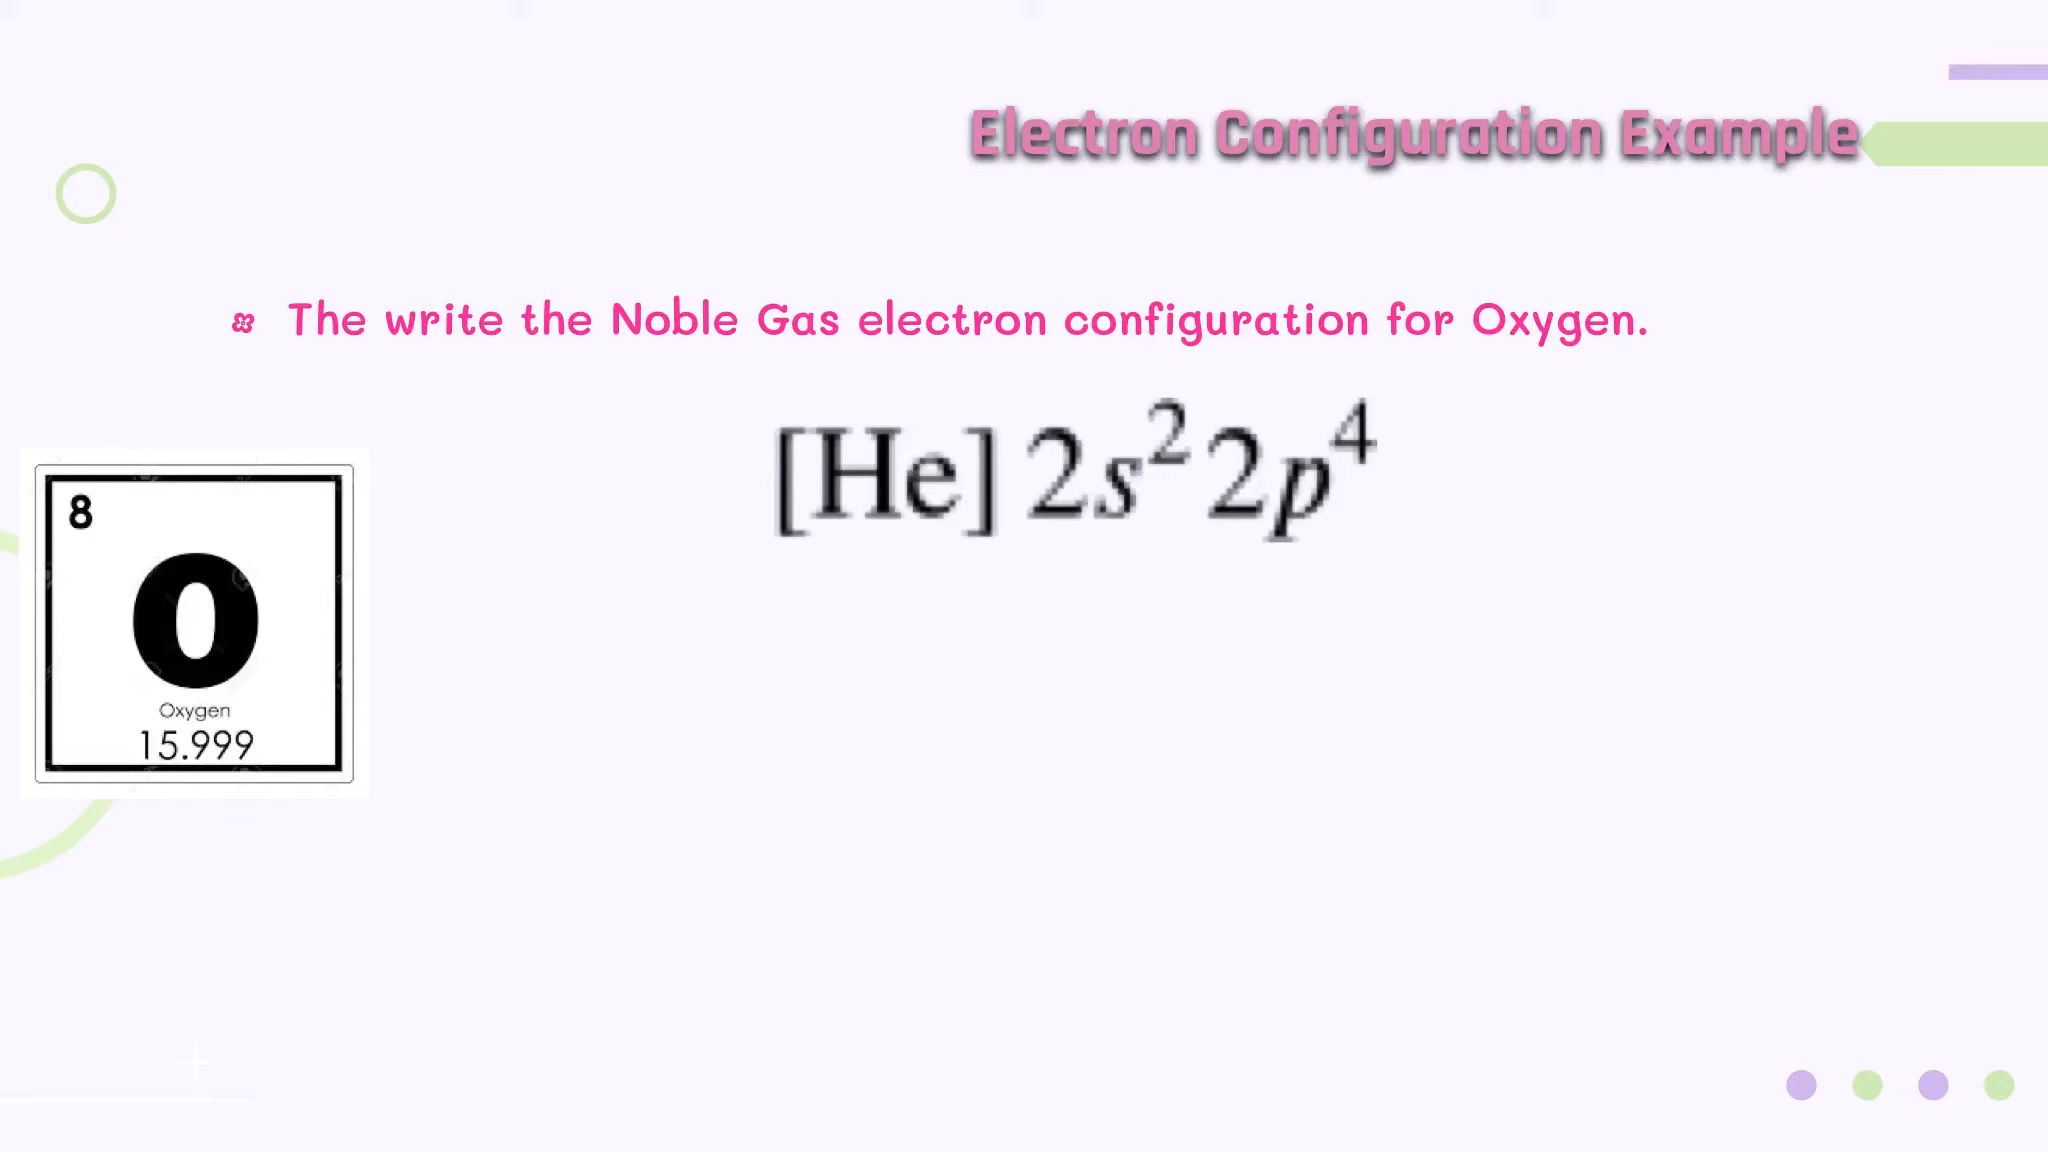 Electron Configuration Example
The write the Noble Gas electron configuration for Oxygen.
[He] 2s² 2p⁴
8
O
Oxygen
15.999